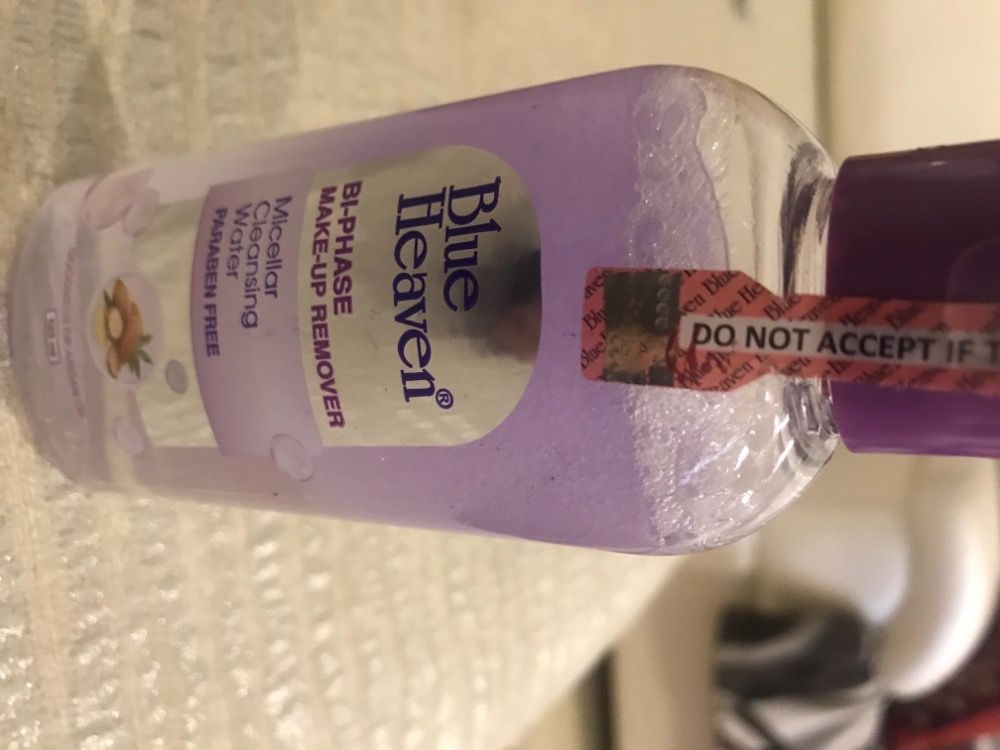 Blue
Heaven®
BI-PHASE
MAKE-UP REMOVER
Micellar
Cleansing
Water
PARABEN FREE
DO NOT ACCEPT IF T